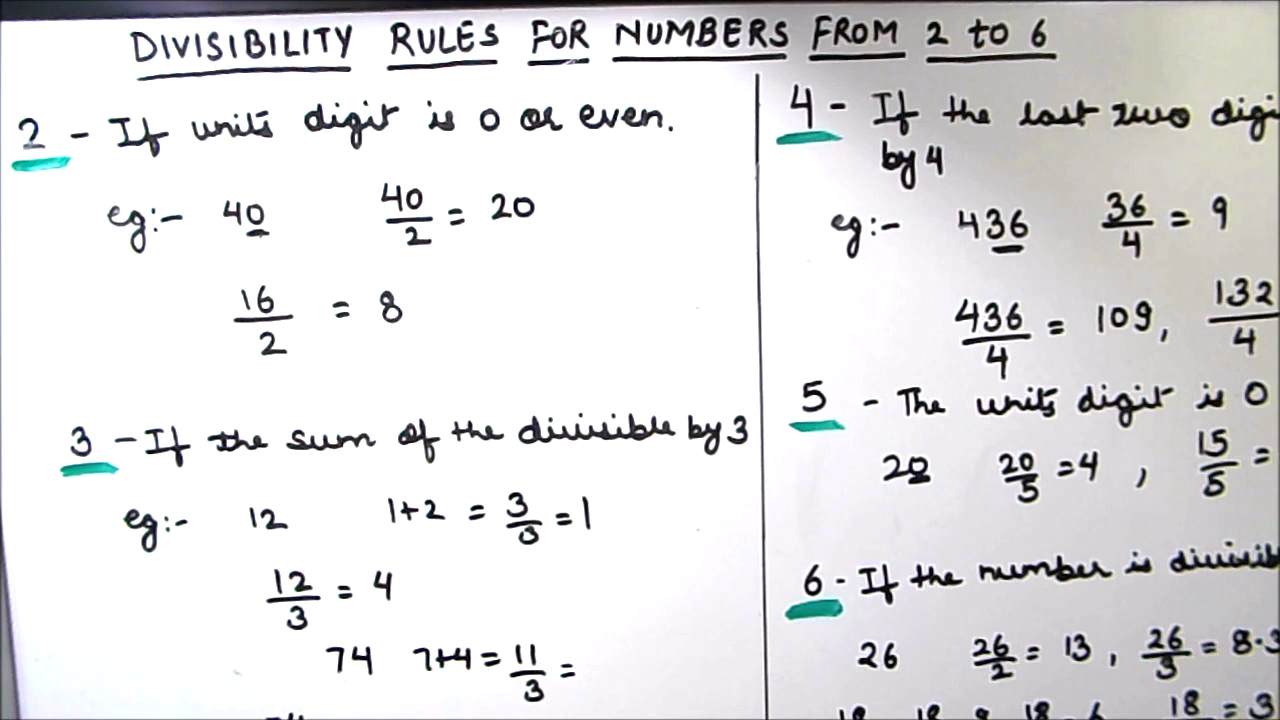 DIVISIBILITY RULES FOR NUMBERS FROM 2 to 6
2 - If units digit is 0 or even.
eg:- 40 40/2 = 20
16/2 = 8
3 - If the sum of the divisible by 3
eg:- 12 1+2 = 3/3 = 1
12/3 = 4
74 7+4 = 11/3 =
4 - If the last two digi
by 4
eg:- 436 36/4 = 9
436/4 = 109, 132/4
5 - The units digit is 0
20 20/5 = 4, 15/5 =
6 - If the number is divisib
26 26/2 = 13, 26/3 = 8.3
18 = 3